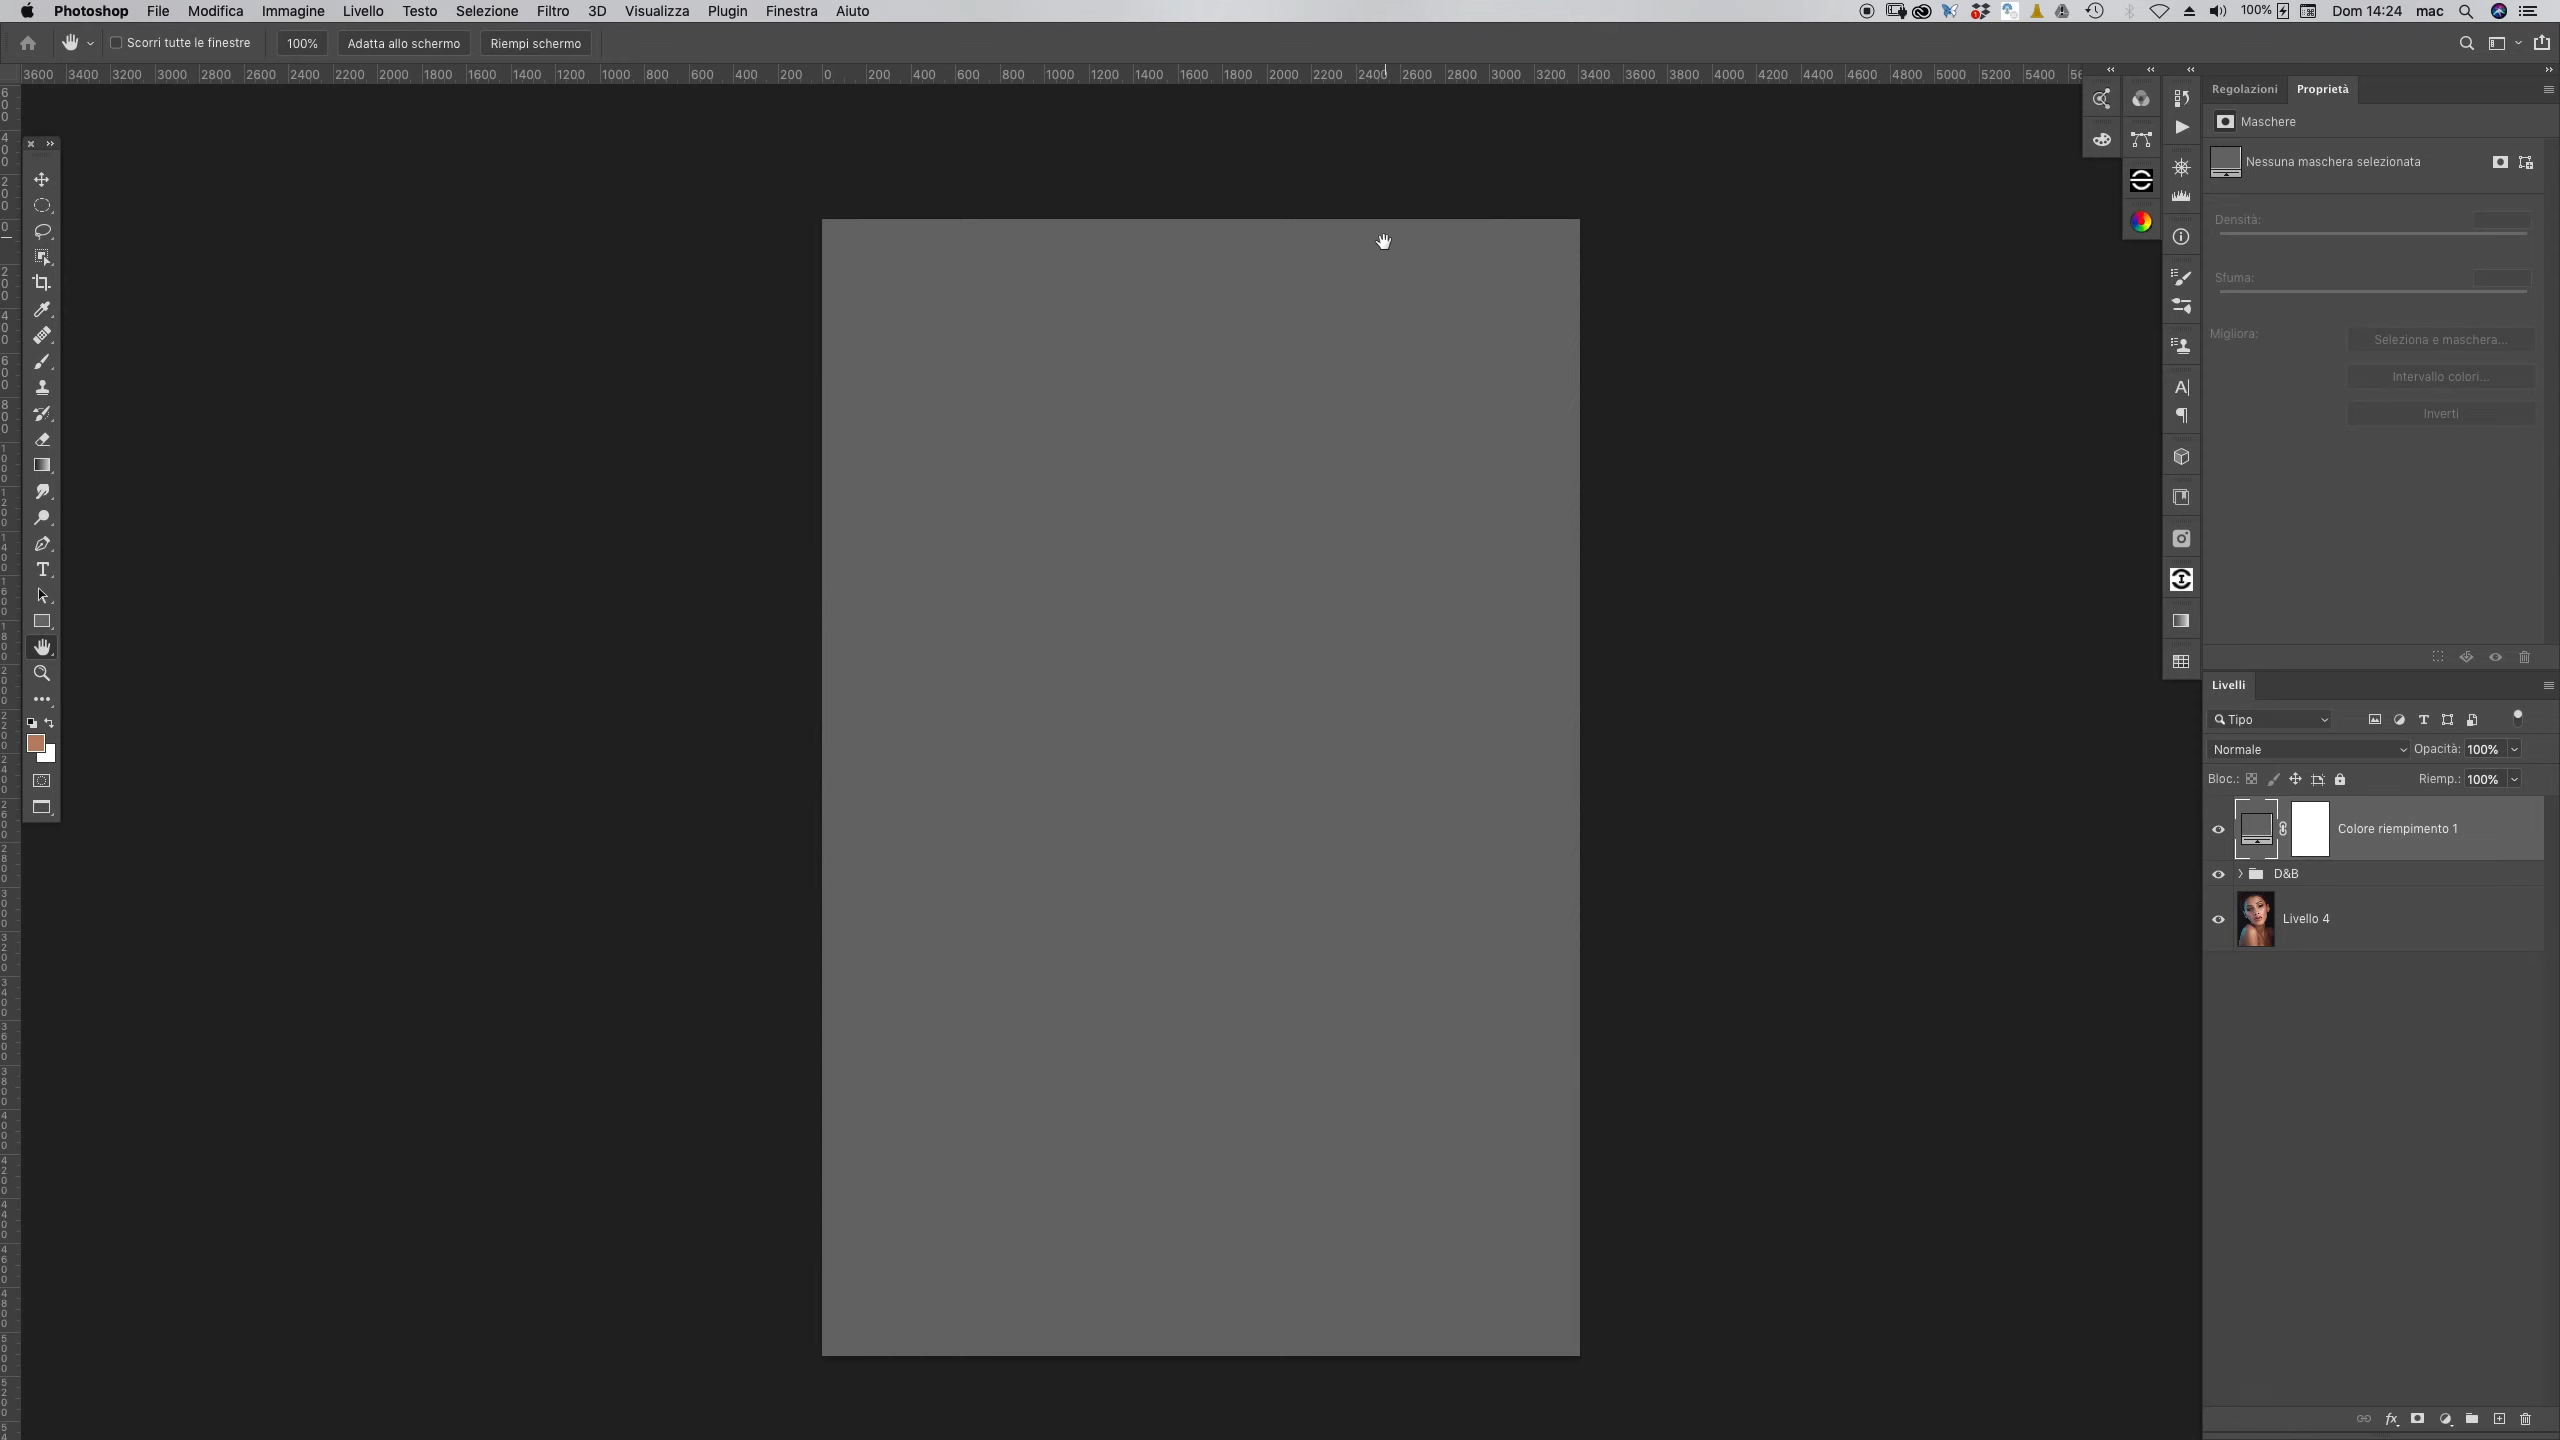 Photoshop File Modifica Immagine Livello Testo Selezione Filtro 3D Visualizza Plugin Finestra Aiuto 100% Dom 14:24 mac
Scorri tutte le finestre 100% Adatta allo schermo Riempi schermo
3600 3400 3200 3000 2800 2600 2400 2200 2000 1800 1600 1400 1200 1000 800 600 400 200 0 200 400 600 800 1000 1200 1400 1600 1800 2000 2200 2400 2600 2800 3000 3200 3400 3600 3800 4000 4200 4400 4600 4800 5000 5200 5400
Regolazioni Proprietà
Maschere
Nessuna maschera selezionata
Densità:
Sfuma:
Migliora: Seleziona e maschera...
Intervallo colori...
Inverti
Livelli
Tipo
Normale Opacità: 100%
Bloc.: Riemp.: 100%
Colore riempimento 1
D&B
Livello 4
fx